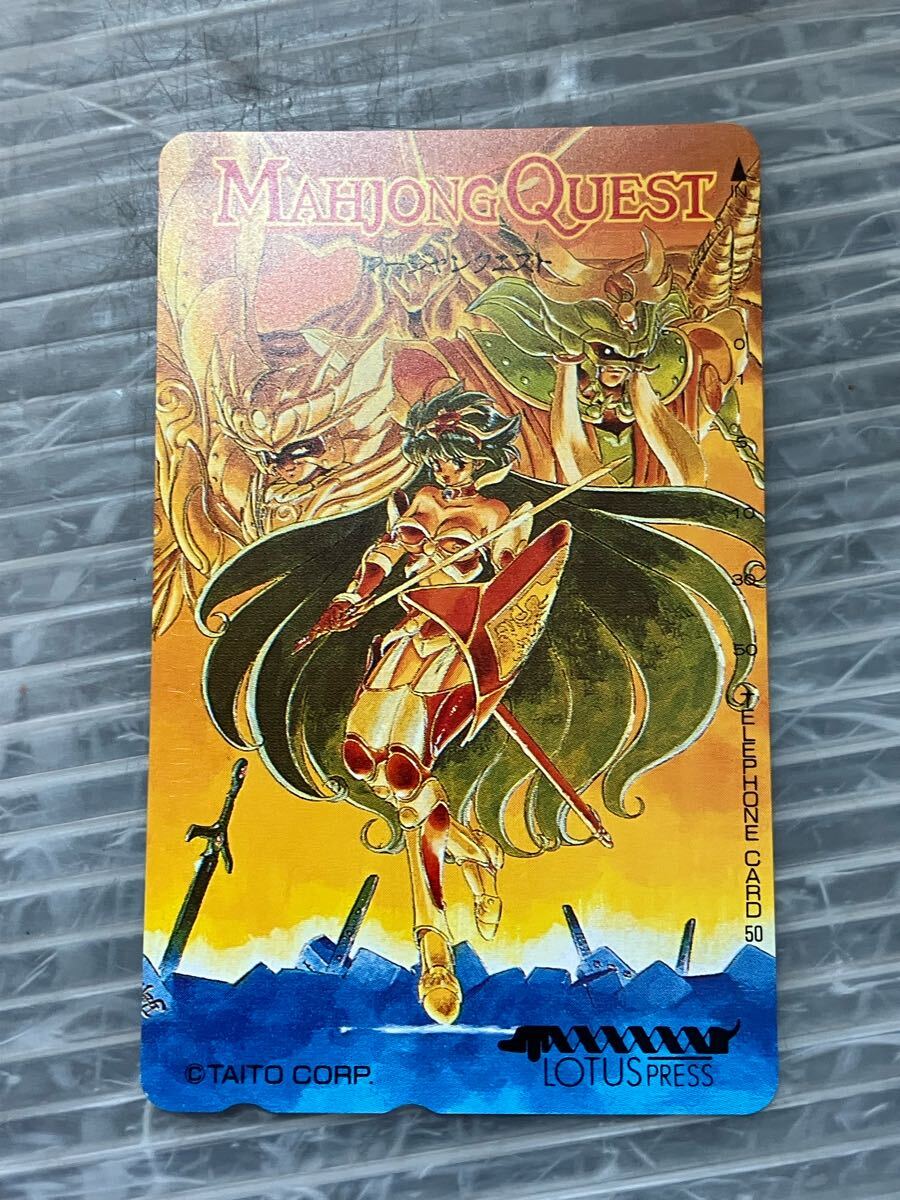 MAHJONG QUEST
マージャンクエスト
IN
0
1
5
10
30
50
TELEPHONE CARD 50
©TAITO CORP.
LOTUS PRESS